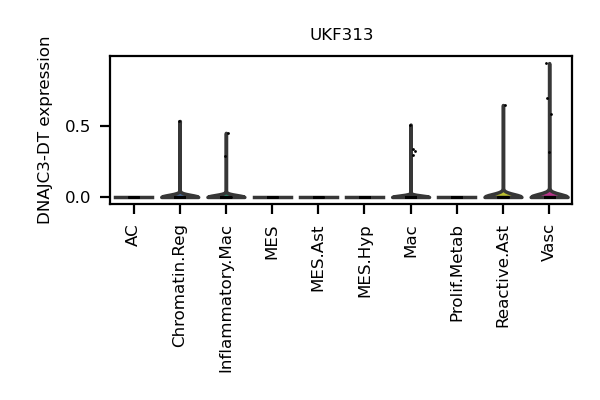 UKF313
DNAJC3-DT expression
0.5
0.0
AC
Chromatin.Reg
Inflammatory.Mac
MES
MES.Ast
MES.Hyp
Mac
Prolif.Metab
Reactive.Ast
Vasc